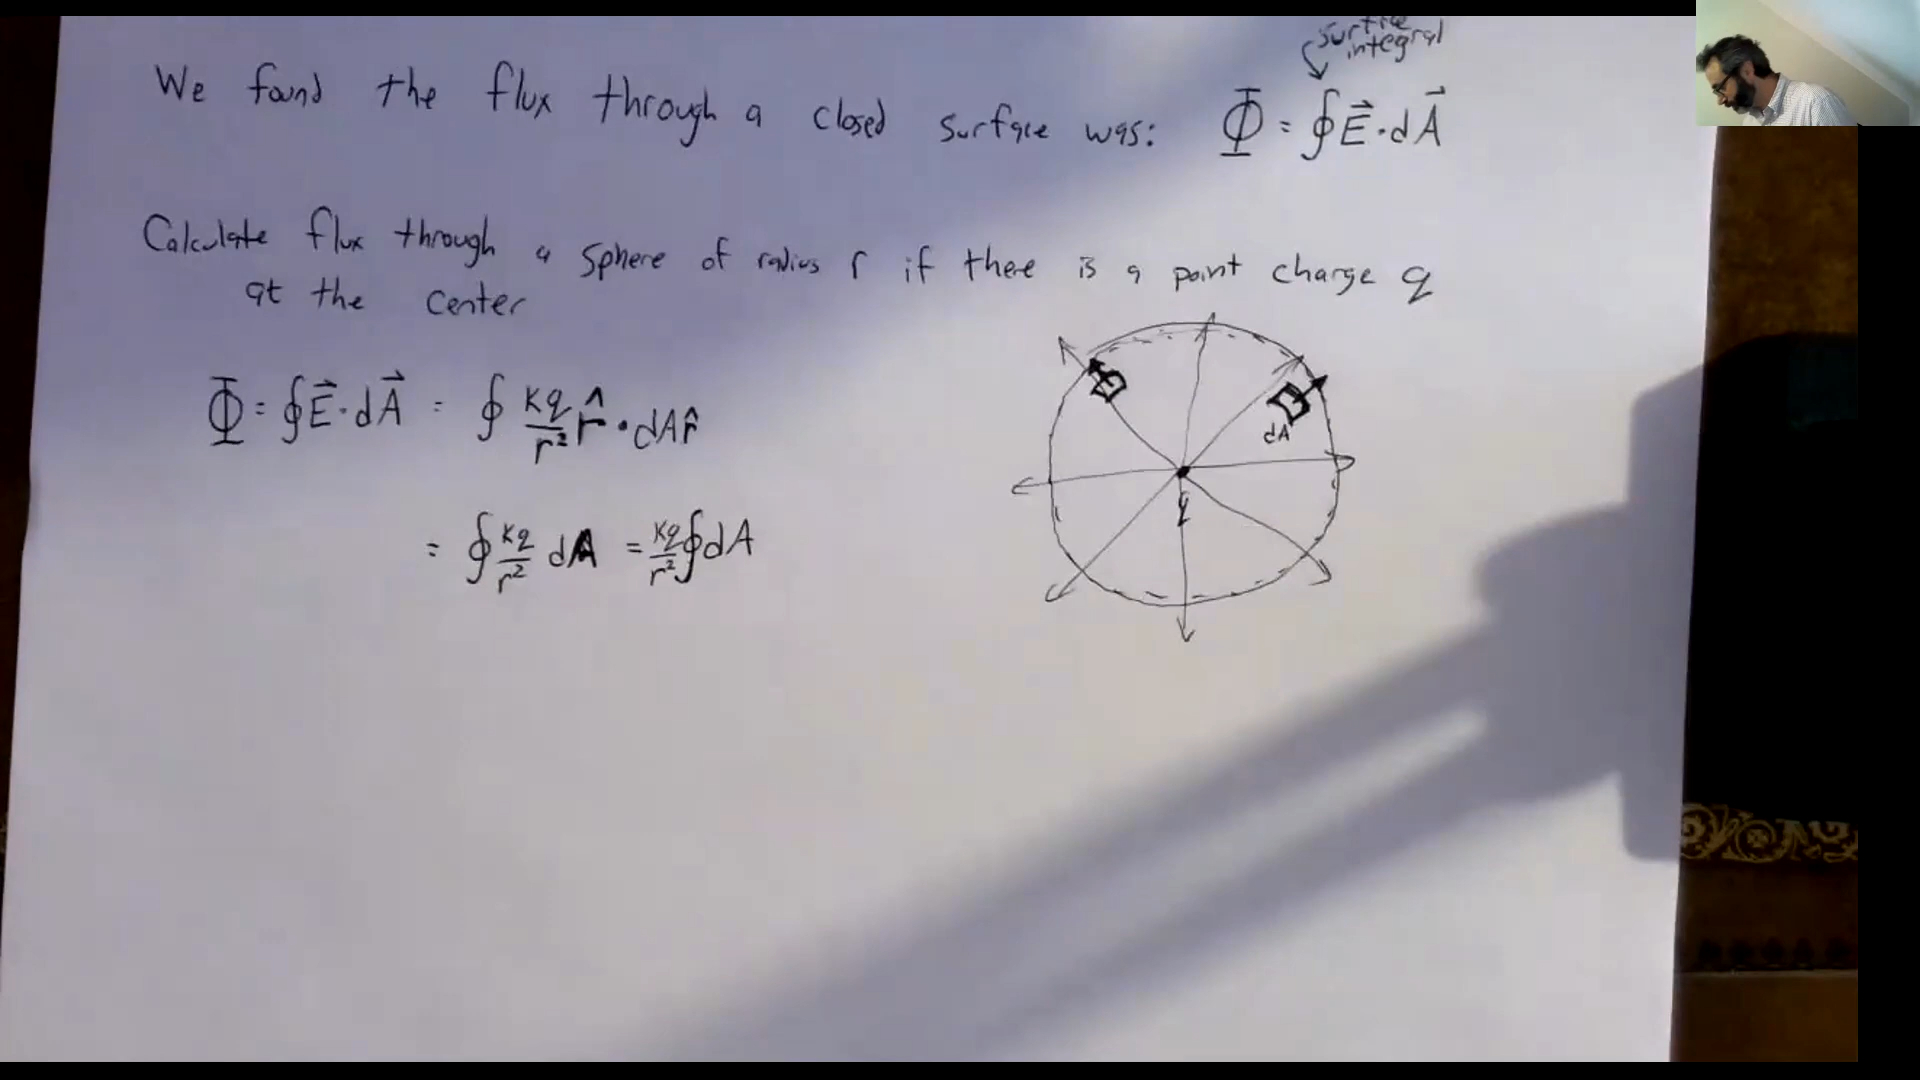 surface integral
We found the flux through a closed surface was: Φ = ∮E⃗·dA⃗
Calculate flux through a sphere of radius r if there is a point charge q
at the center
Φ = ∮E⃗·dA⃗ = ∮ kq/r² r̂ · dA r̂
= ∮ kq/r² dA = kq/r² ∮dA
dA
q